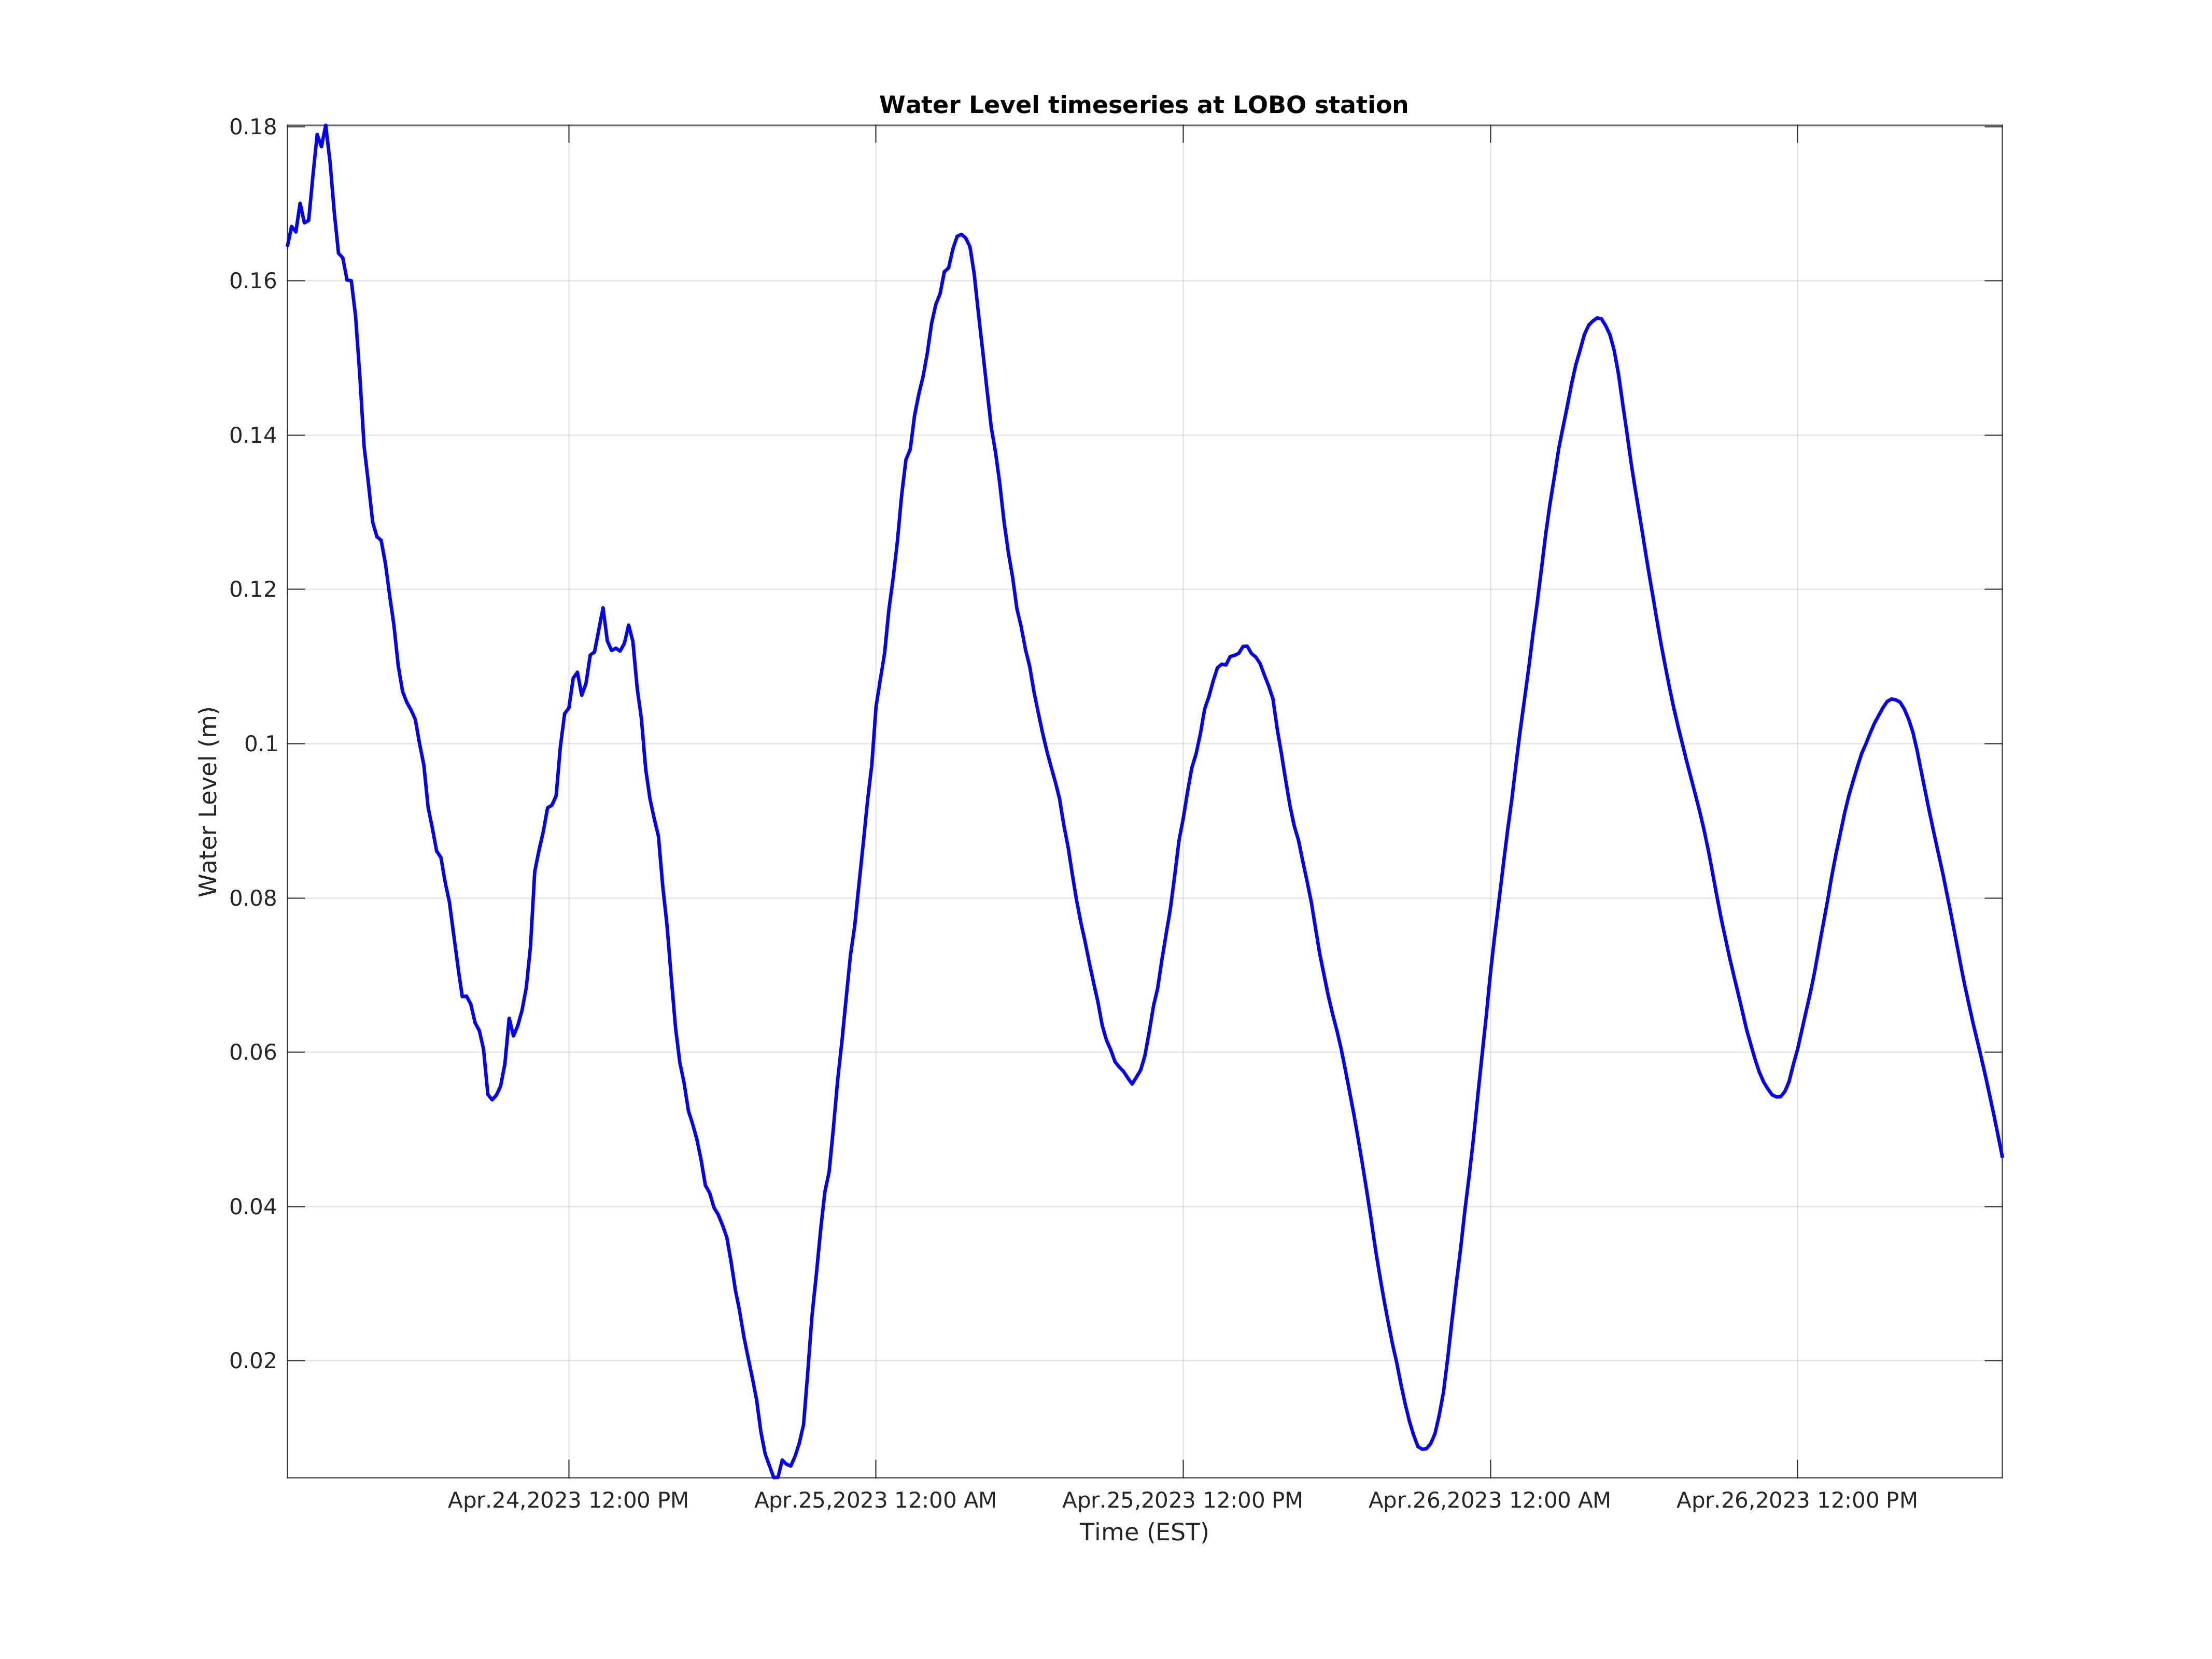 Water Level timeseries at LOBO station
0.18
0.16
0.14
0.12
0.1
0.08
0.06
0.04
0.02
Water Level (m)
Apr.24,2023 12:00 PM Apr.25,2023 12:00 AM Apr.25,2023 12:00 PM Apr.26,2023 12:00 AM Apr.26,2023 12:00 PM
Time (EST)